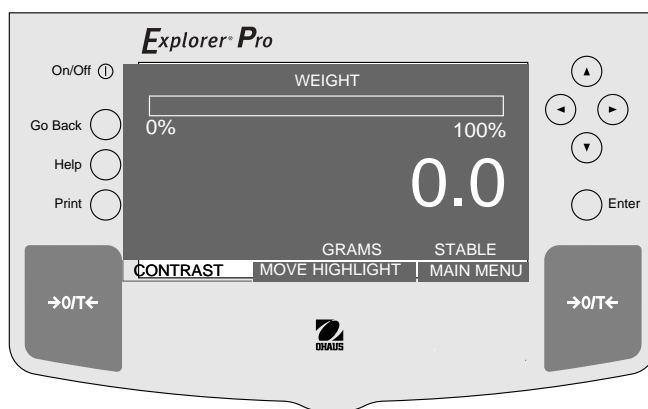 Explorer® Pro
On/Off
WEIGHT
0% 100%
Go Back
Help
Print
0.0
Enter
GRAMS STABLE
CONTRAST MOVE HIGHLIGHT MAIN MENU
→0/T← →0/T←
OHAUS